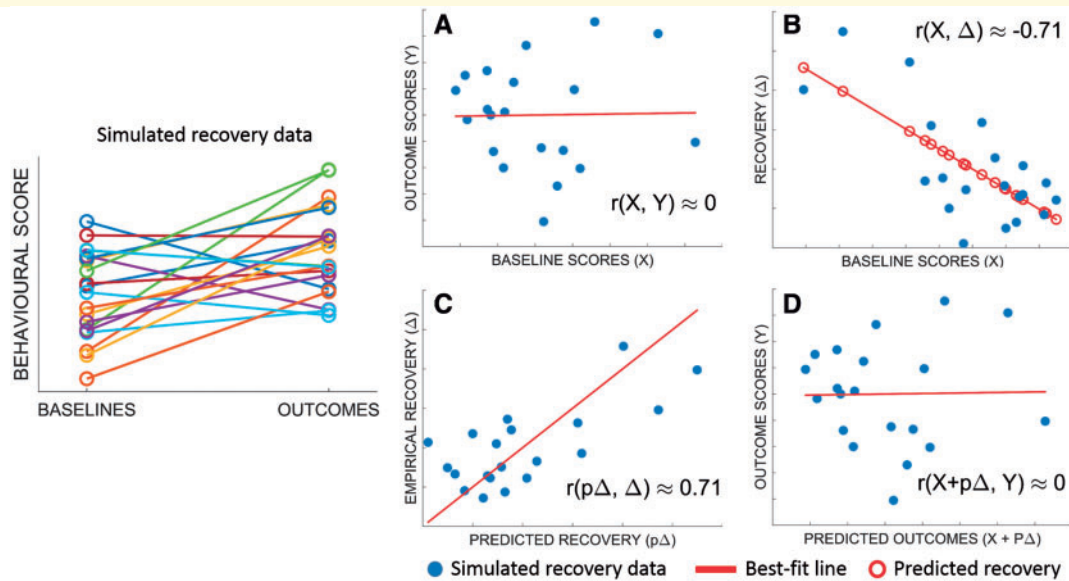 Simulated recovery data
BEHAVIOURAL SCORE
BASELINES
OUTCOMES
A
OUTCOME SCORES (Y)
r(X, Y) ≈ 0
BASELINE SCORES (X)
B
r(X, Δ) ≈ -0.71
RECOVERY (Δ)
BASELINE SCORES (X)
C
EMPIRICAL RECOVERY (Δ)
r(pΔ, Δ) ≈ 0.71
PREDICTED RECOVERY (pΔ)
D
OUTCOME SCORES (Y)
r(X+pΔ, Y) ≈ 0
PREDICTED OUTCOMES (X + PΔ)
Simulated recovery data
Best-fit line
Predicted recovery